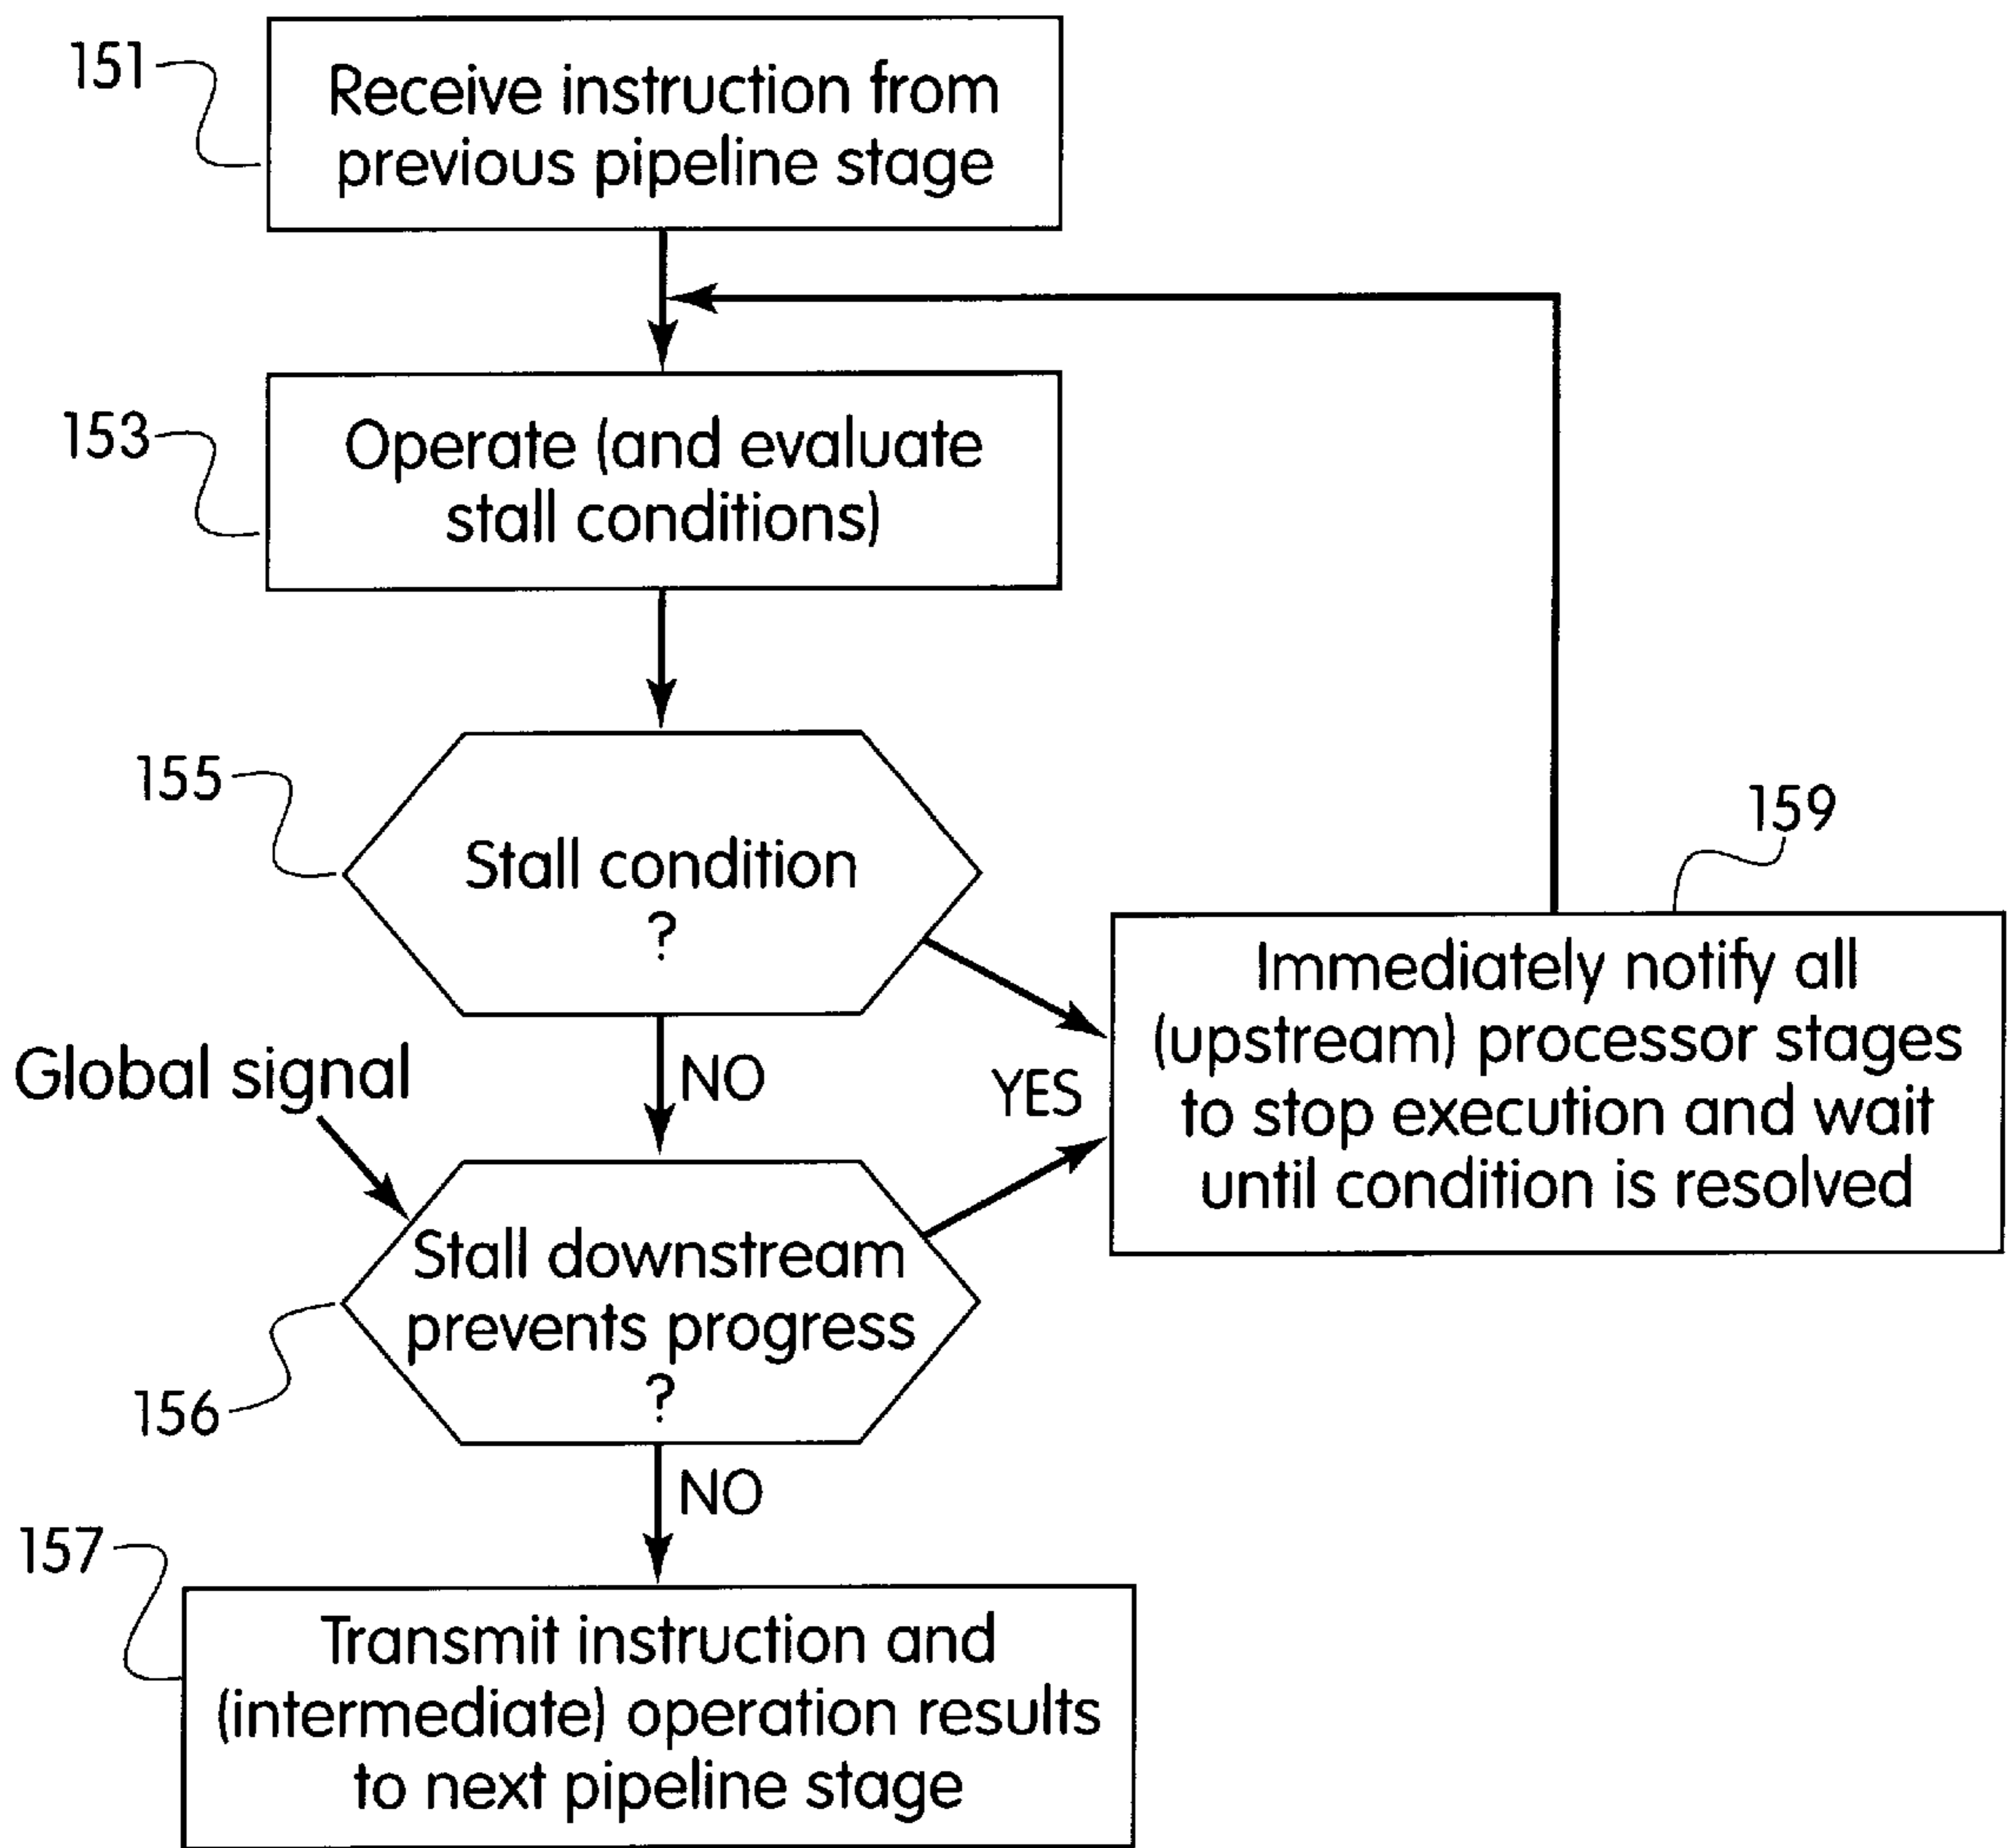 151
Receive instruction from
previous pipeline stage
153
Operate (and evaluate
stall conditions)
155
Stall condition
?
159
Immediately notify all
(upstream) processor stages
to stop execution and wait
until condition is resolved
Global signal
NO
YES
Stall downstream
prevents progress
?
156
NO
157
Transmit instruction and
(intermediate) operation results
to next pipeline stage